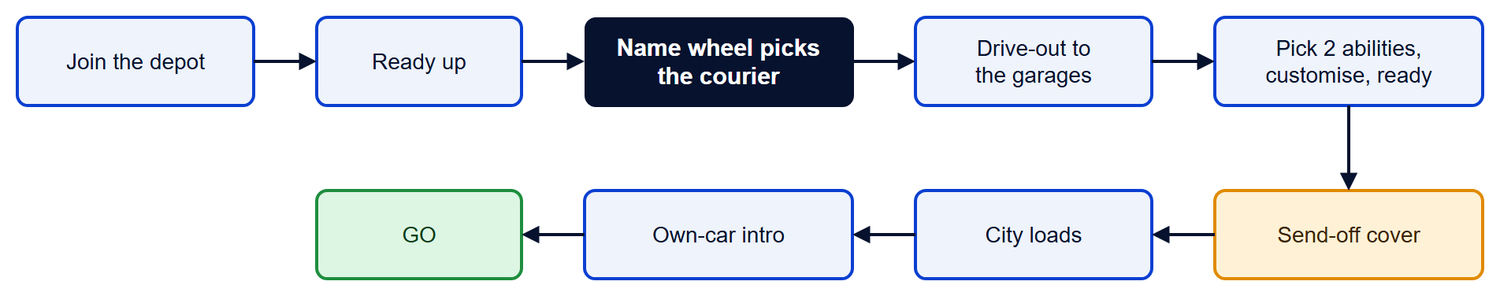 Join the depot
Ready up
Name wheel picks
the courier
Drive-out to
the garages
Pick 2 abilities,
customise, ready
Send-off cover
City loads
Own-car intro
GO